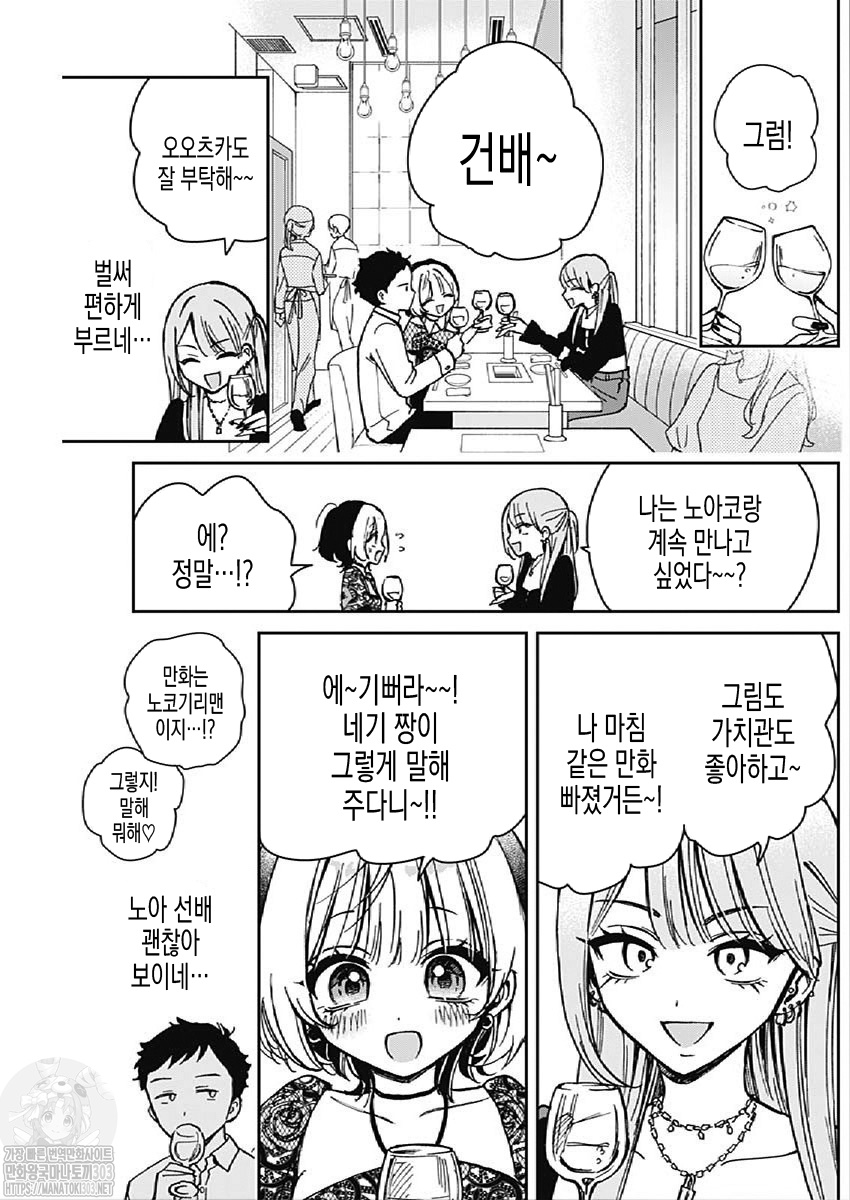 그럼!
건배~
오오츠카도
잘 부탁해~~
벌써
편하게
부르네…
나는 노아코랑
계속 만나고
싶었다~~?
에?
정말…!?
그림도
가치관도
좋아하고~
나 마침
같은 만화
빠졌거든~!
에~기뻐라~~!
네기 짱이
그렇게 말해
주다니~!!
만화는
노코기리맨
이지…!?
그렇지!
말해
뭐해♡
노아 선배
괜찮아
보이네…
가장 빠른 번역만화사이트
만화왕국마나토끼303
HTTPS://MANATOKI303.NET